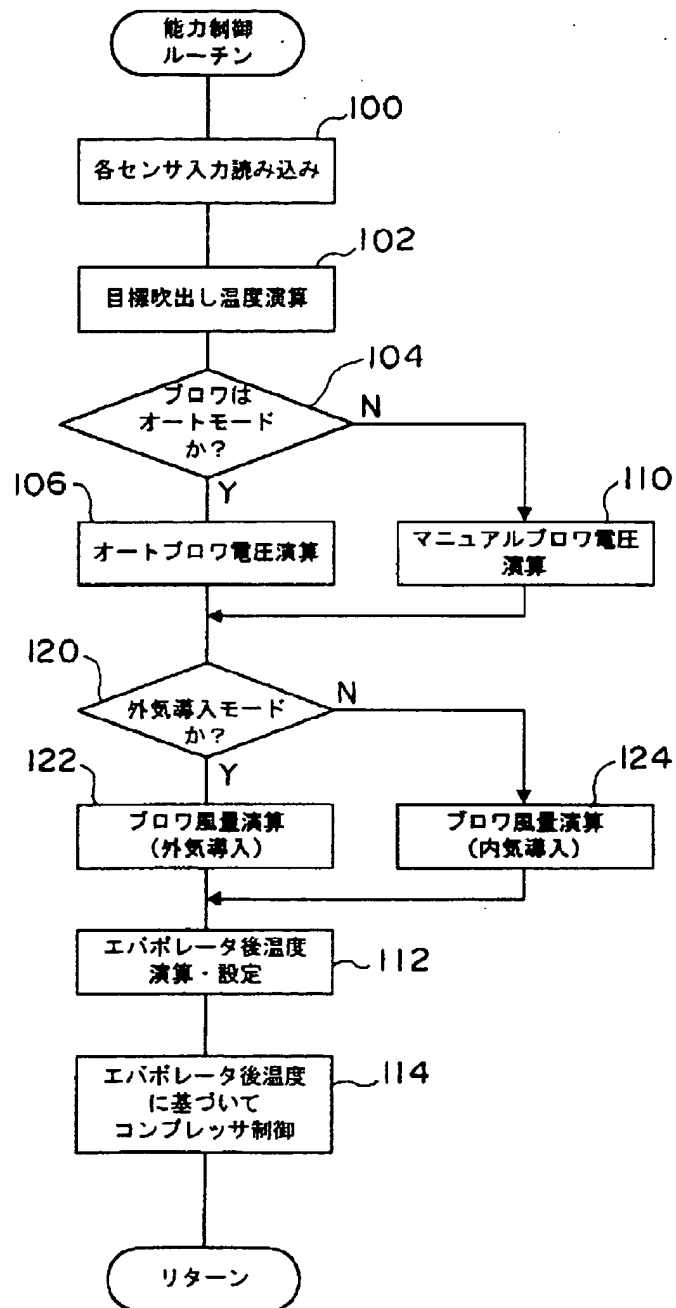 能力制御
ルーチン
100
各センサ入力読み込み
102
目標吹出し温度演算
104
ブロワは
オートモード
か？
N
Y
106
オートブロワ電圧演算
110
マニュアルブロワ電圧
演算
120
外気導入モード
か？
N
Y
122
ブロワ風量演算
(外気導入)
124
ブロワ風量演算
(内気導入)
エバポレータ後温度
演算・設定
112
エバポレータ後温度
に基づいて
コンプレッサ制御
114
リターン